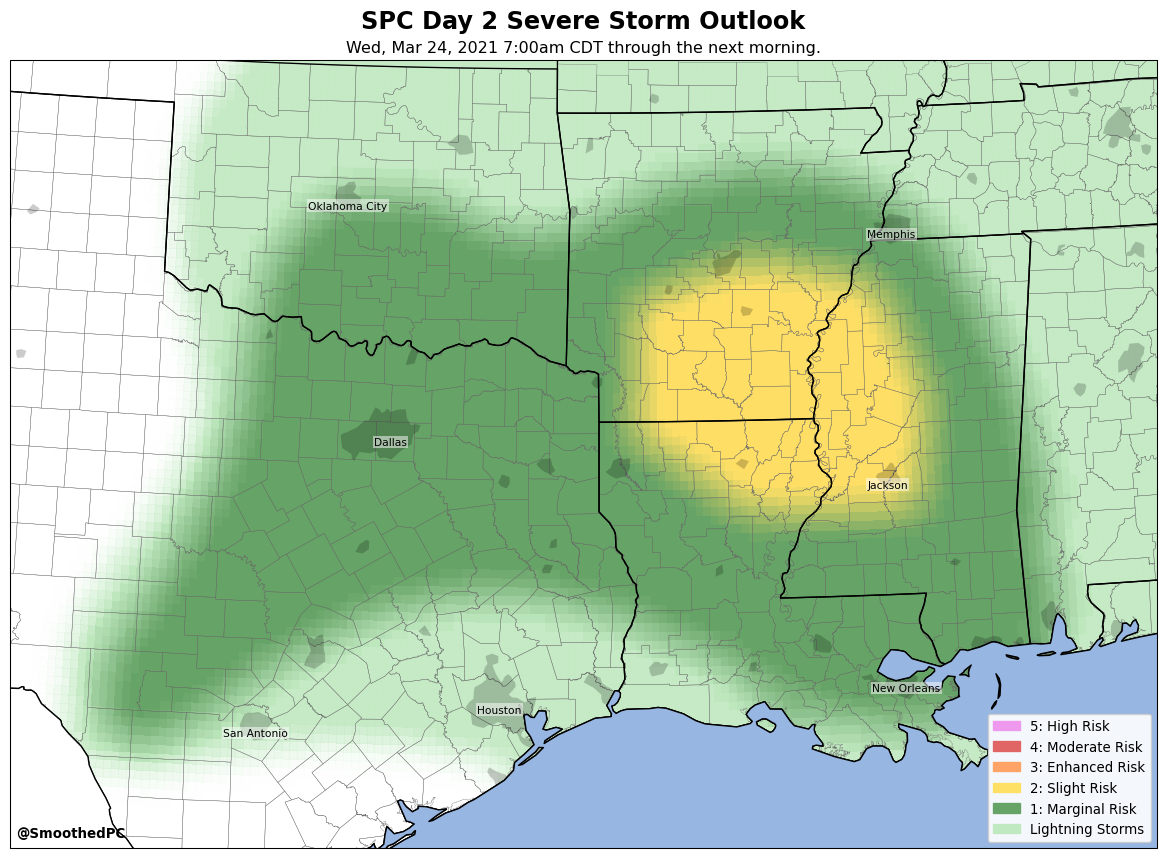 SPC Day 2 Severe Storm Outlook
Wed, Mar 24, 2021 7:00am CDT through the next morning.
Oklahoma City
Memphis
Dallas
Jackson
New Orleans
Houston
San Antonio
5: High Risk
4: Moderate Risk
3: Enhanced Risk
2: Slight Risk
1: Marginal Risk
Lightning Storms
@SmoothedPC